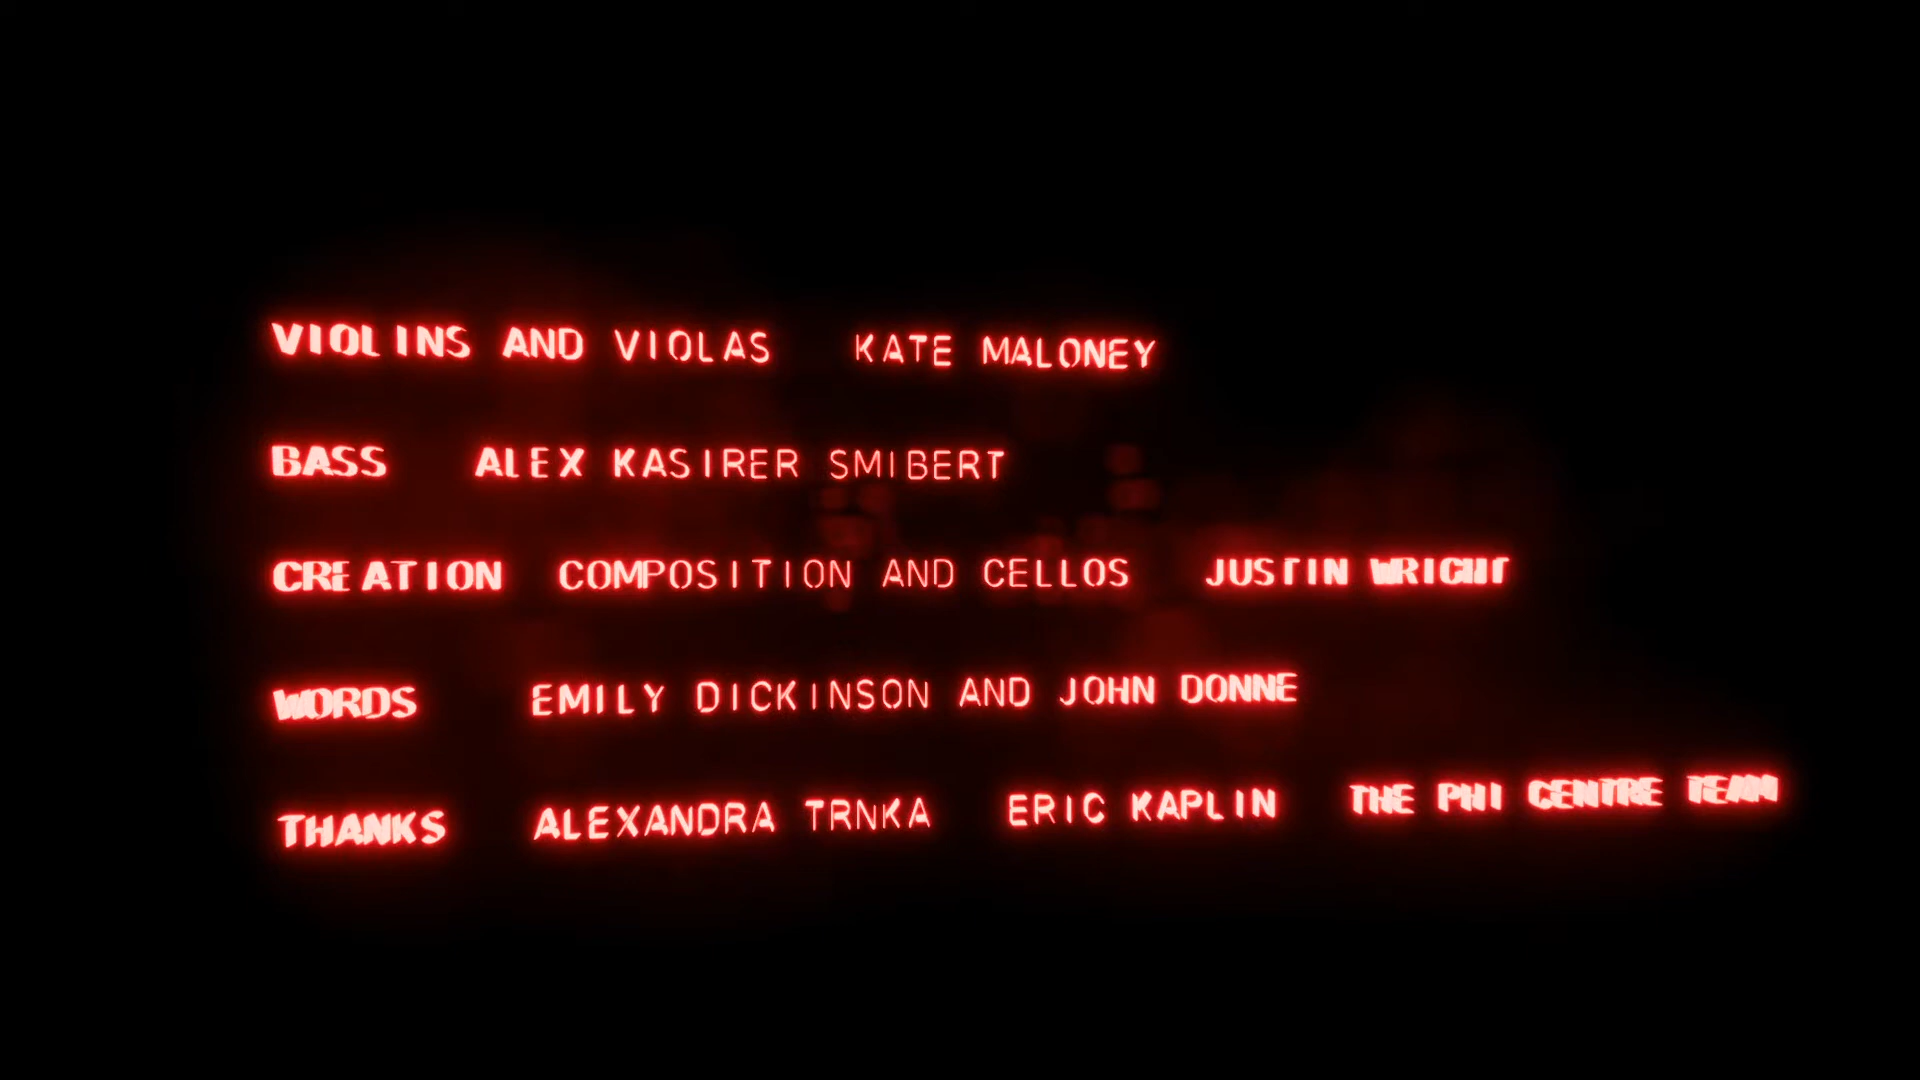 VIOLINS AND VIOLAS KATE MALONEY
BASS ALEX KASIRER SMIBERT
CREATION COMPOSITION AND CELLOS JUSTIN WRIGHT
WORDS EMILY DICKINSON AND JOHN DONNE
THANKS ALEXANDRA TRNKA ERIC KAPLIN THE PHI CENTRE TEAM